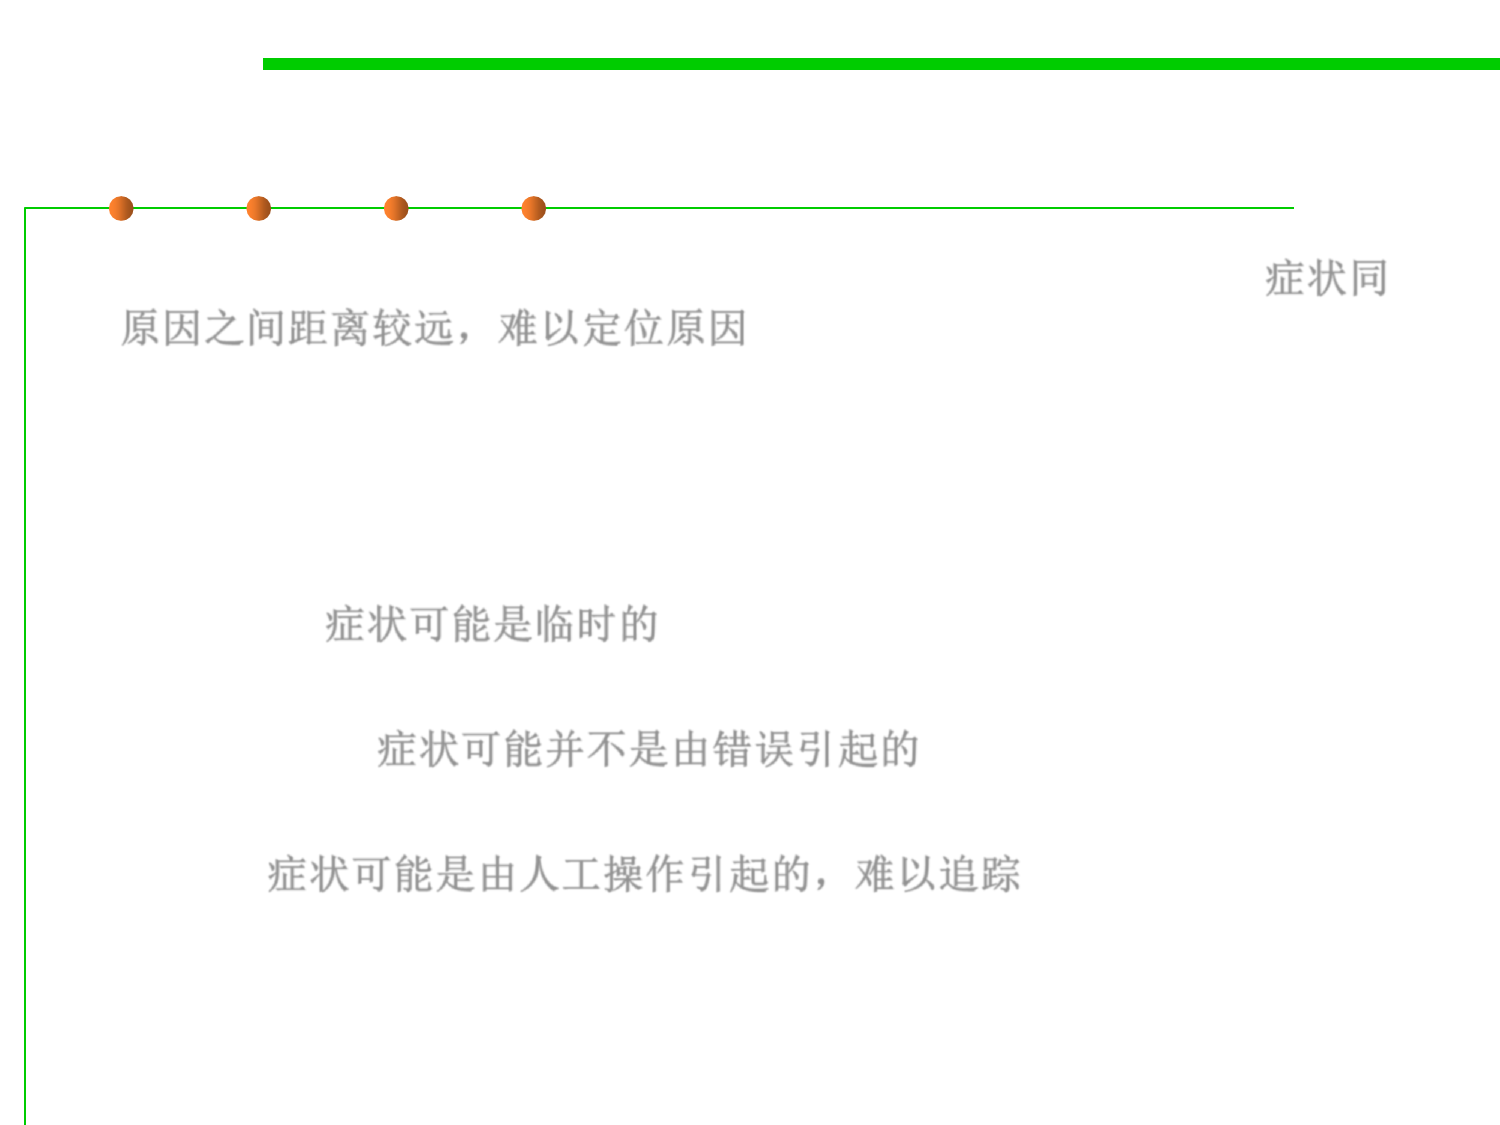 症状同
原因之间距离较远，难以定位原因
症状可能是临时的
症状可能并不是由错误引起的
症状可能是由人工操作引起的，难以追踪